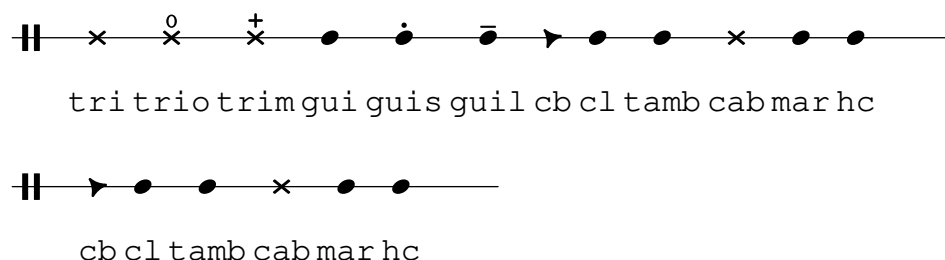 tri trio trim gui guis guil cb cl tamb cab mar hc
cb cl tamb cab mar hc